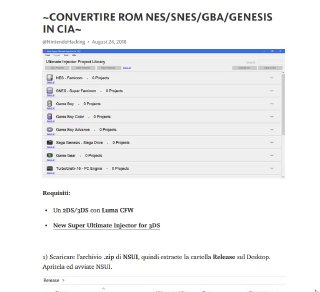 ~CONVERTIRE ROM NES/SNES/GBA/GENESIS
IN CIA~
@NintendoHacking • August 24, 2018
Ultimate Injector Project Library
NES - Famicom - 0 Projects
SNES - Super Famicom - 0 Projects
Game Boy - 0 Projects
Game Boy Color - 0 Projects
Game Boy Advance - 0 Projects
Sega Genesis - Mega Drive - 0 Projects
Game Gear - 0 Projects
TurboGrafx-16 - PC Engine - 0 Projects
Requisiti:
• Un 2DS/3DS con Luma CFW
• New Super Ultimate Injector for 3DS
1) Scaricare l'archivio .zip di NSUI, quindi estraete la cartella Release sul Desktop.
Apritela ed avviate NSUI.
Release >